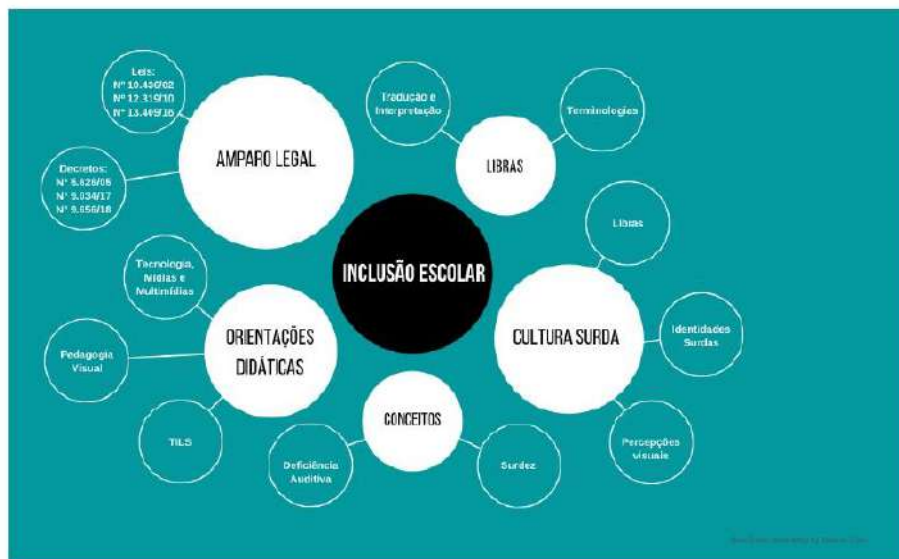 Leis:
Nº 10.436/02
Nº 12.319/10
Nº 13.409/16
AMPARO LEGAL
Decretos:
Nº 5.626/05
Nº 9.034/17
Nº 9.656/18
Tradução e
Interpretação
Terminologias
LIBRAS
Libras
INCLUSÃO ESCOLAR
Tecnologia,
Mídias e
Multimídias
ORIENTAÇÕES
DIDÁTICAS
Pedagogia
Visual
TILS
CULTURA SURDA
Identidades
Surdas
Percepções
visuais
CONCEITOS
Deficiência
Auditiva
Surdez